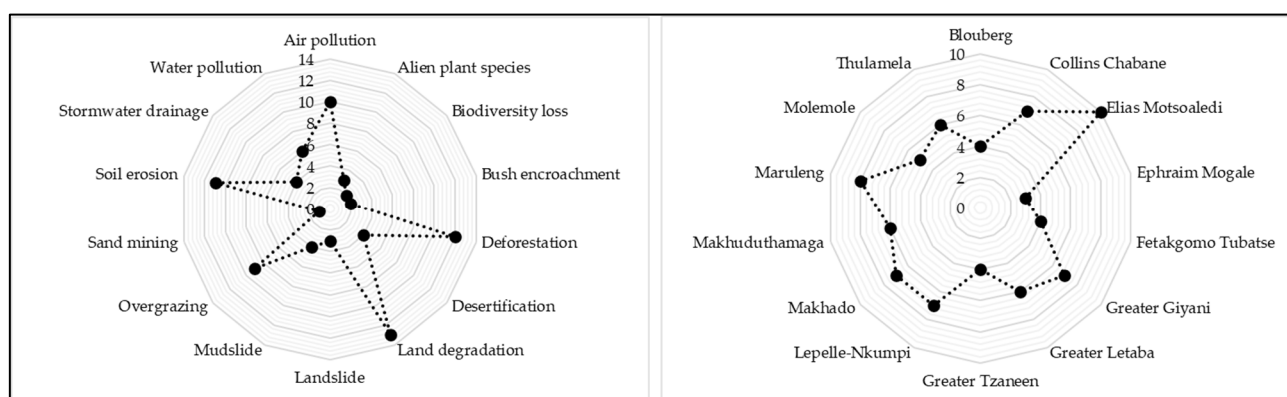 Air pollution
14
Water pollution
12
Alien plant species
Stormwater drainage
10
Biodiversity loss
8
6
Soil erosion
4
Bush encroachment
2
0
Sand mining
Deforestation
Overgrazing
Desertification
Mudslide
Land degradation
Landslide
Blouberg
10
Thulamela
Collins Chabane
8
Molemole
6
Elias Motsoaledi
4
Maruleng
2
Ephraim Mogale
0
Makhuduthamaga
Fetakgomo Tubatse
Makhado
Greater Giyani
Lepelle-Nkumpi
Greater Letaba
Greater Tzaneen